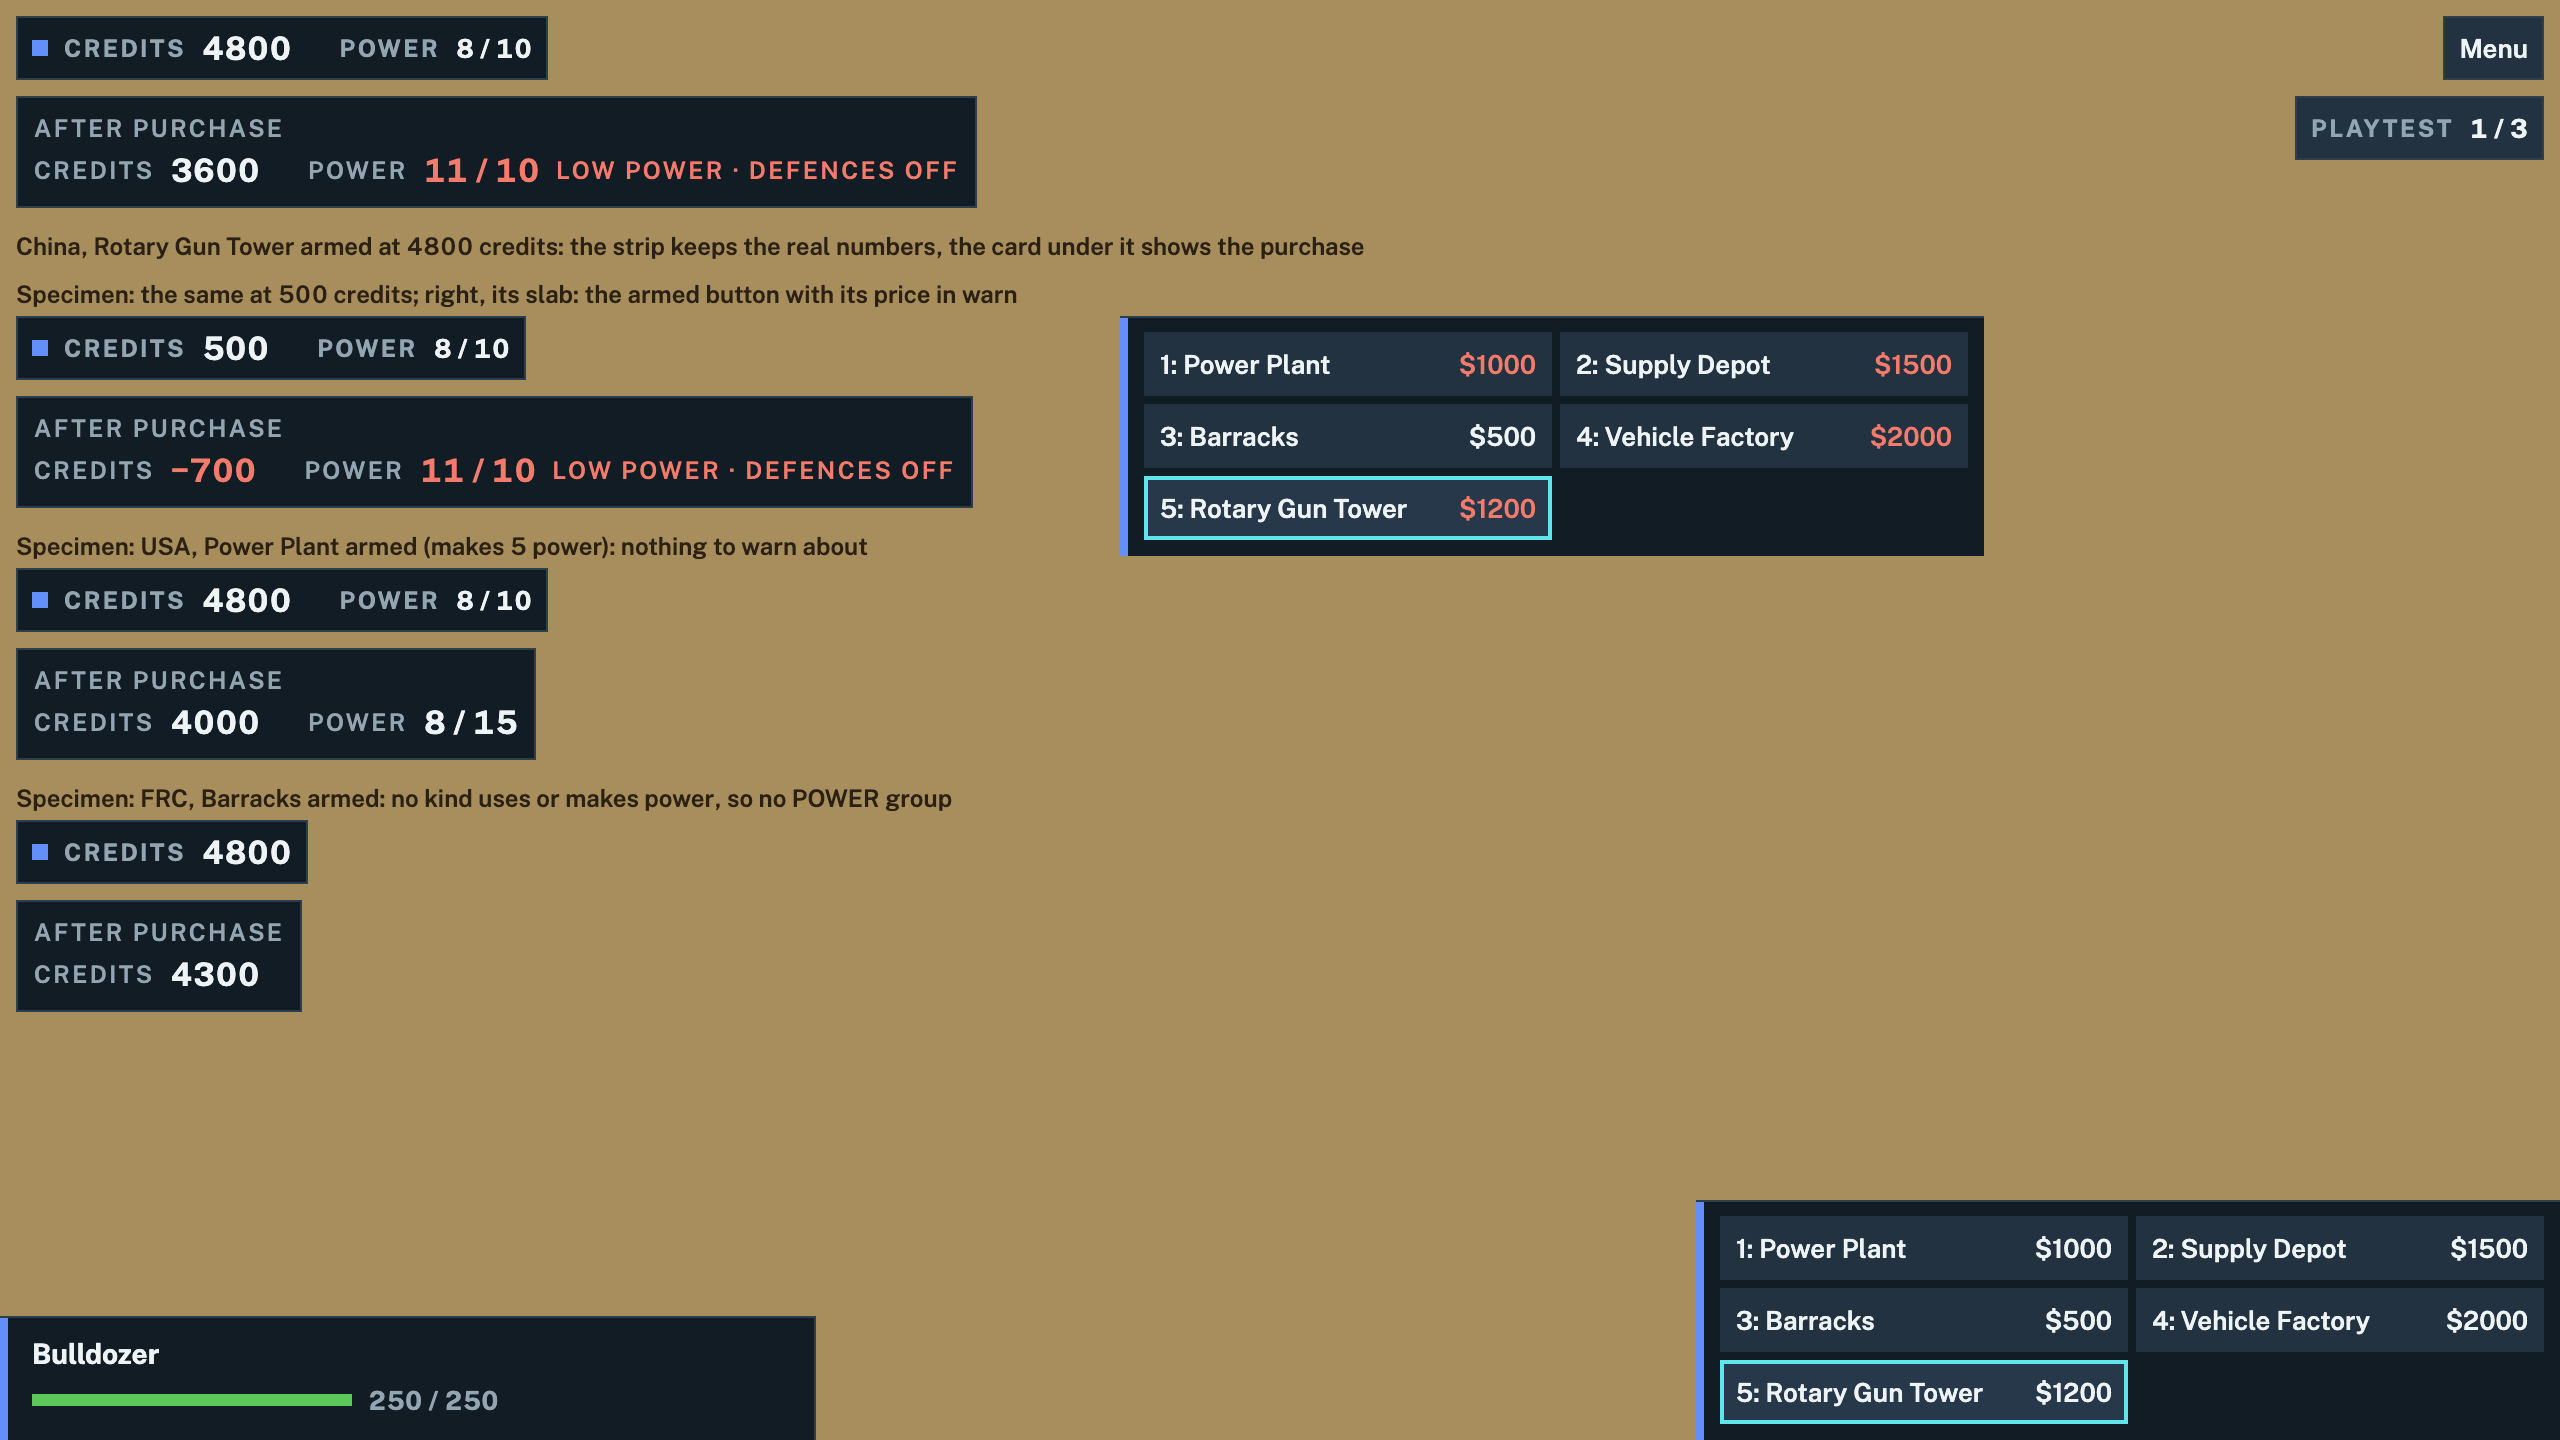 CREDITS 4800 POWER 8 / 10
Menu
AFTER PURCHASE
CREDITS 3600 POWER 11 / 10 LOW POWER · DEFENCES OFF
PLAYTEST 1 / 3
China, Rotary Gun Tower armed at 4800 credits: the strip keeps the real numbers, the card under it shows the purchase
Specimen: the same at 500 credits; right, its slab: the armed button with its price in warn
CREDITS 500 POWER 8 / 10
AFTER PURCHASE
CREDITS −700 POWER 11 / 10 LOW POWER · DEFENCES OFF
1: Power Plant $1000
2: Supply Depot $1500
3: Barracks $500
4: Vehicle Factory $2000
5: Rotary Gun Tower $1200
Specimen: USA, Power Plant armed (makes 5 power): nothing to warn about
CREDITS 4800 POWER 8 / 10
AFTER PURCHASE
CREDITS 4000 POWER 8 / 15
Specimen: FRC, Barracks armed: no kind uses or makes power, so no POWER group
CREDITS 4800
AFTER PURCHASE
CREDITS 4300
Bulldozer
250 / 250
1: Power Plant $1000
2: Supply Depot $1500
3: Barracks $500
4: Vehicle Factory $2000
5: Rotary Gun Tower $1200